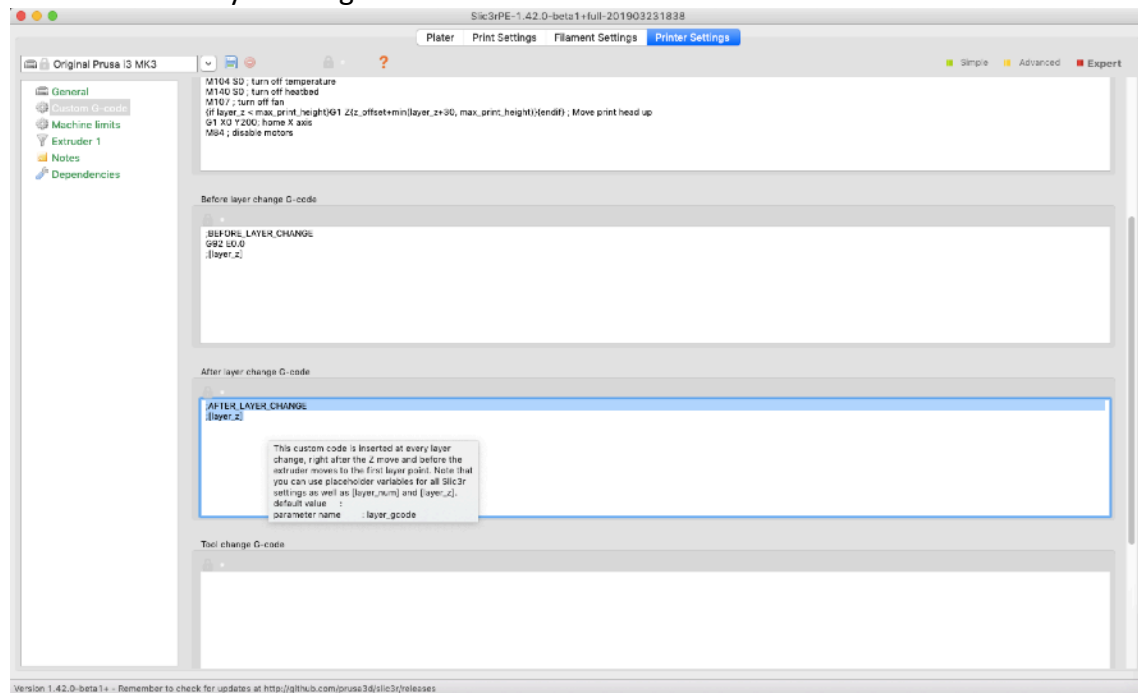 Slic3rPE-1.42.0-beta1+full-201903231838
Plater Print Settings Filament Settings Printer Settings
Original Prusa i3 MK3
?
Simple Advanced Expert
General
Custom G-code
Machine limits
Extruder 1
Notes
Dependencies
M104 S0 ; turn off temperature
M140 S0 ; turn off heatbed
M107 ; turn off fan
{if layer_z < max_print_height}G1 Z{z_offset+min(layer_z+30, max_print_height)}{endif} ; Move print head up
G1 X0 Y200; home X axis
M84 ; disable motors
Before layer change G-code
;BEFORE_LAYER_CHANGE
G92 E0.0
;[layer_z]
After layer change G-code
;AFTER_LAYER_CHANGE
;[layer_z]
This custom code is inserted at every layer
change, right after the Z move and before the
extruder moves to the first layer point. Note that
you can use placeholder variables for all Slic3r
settings as well as [layer_num] and [layer_z].
default value :
parameter name : layer_gcode
Tool change G-code
Version 1.42.0-beta1+ - Remember to check for updates at http://github.com/prusa3d/slic3r/releases